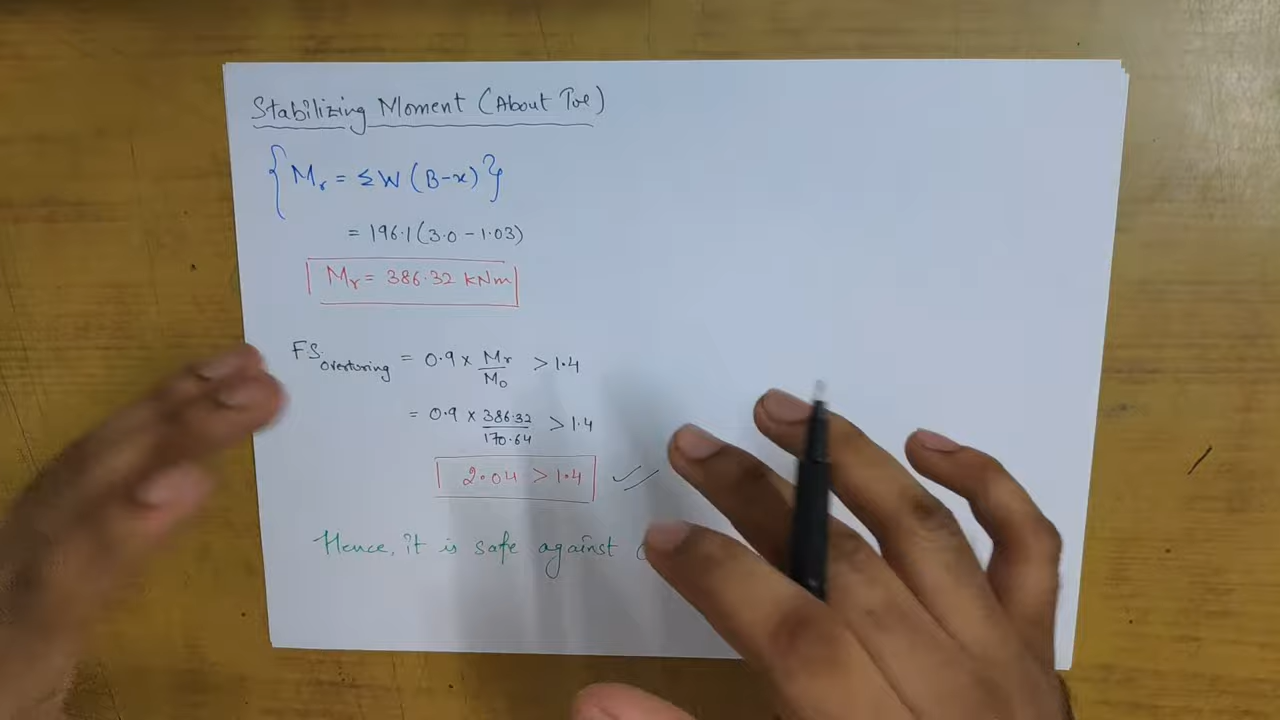 Stabilizing Moment (About Toe)
{Mr = ΣW (B-x)}
= 196.1(3.0 - 1.03)
Mr = 386.32 kNm
FS overturing = 0.9 x Mr/Mo > 1.4
= 0.9 x 386.32/170.64 > 1.4
2.04 > 1.4
Hence, it is safe against